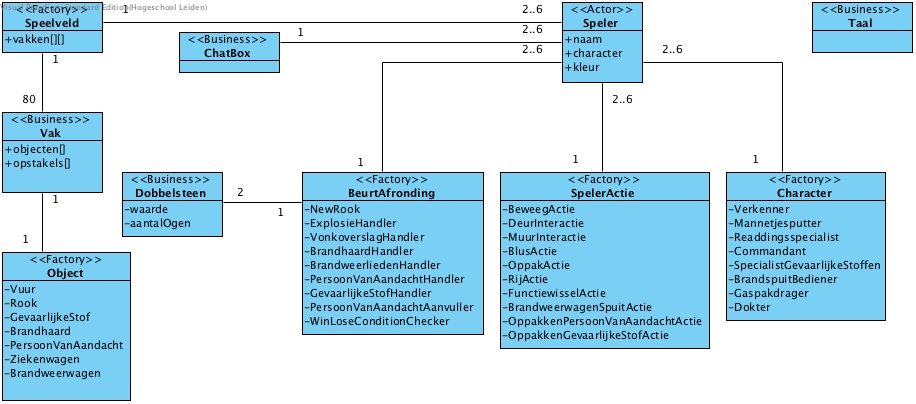 Visual Paradigm Standard Edition(Hogeschool Leiden)
<<Factory>>
Speelveld
+vakken[][]
1
2..6
1
2..6
2..6
<<Business>>
ChatBox
<<Actor>>
Speler
+naam
+character
+kleur
2..6
<<Business>>
Taal
1
80
2..6
<<Business>>
Vak
+objecten[]
+opstakels[]
1
1
<<Business>>
Dobbelsteen
-waarde
-aantalOgen
2
1
1
<<Factory>>
BeurtAfronding
-NewRook
-ExplosieHandler
-VonkoverslagHandler
-BrandhaardHandler
-BrandweerliedenHandler
-PersoonVanAandachtHandler
-GevaarlijkeStofHandler
-PersoonVanAandachtAanvuller
-WinLoseConditionChecker
1
<<Factory>>
SpelerActie
-BeweegActie
-DeurInteractie
-MuurInteractie
-BlusActie
-OppakActie
-RijActie
-FunctiewisselActie
-BrandweerwagenSpuitActie
-OppakkenPersoonVanAandachtActie
-OppakkenGevaarlijkeStofActie
1
<<Factory>>
Character
-Verkenner
-Mannetjesputter
-Readdingsspecialist
-Commandant
-SpecialistGevaarlijkeStoffen
-BrandspuitBediener
-Gaspakdrager
-Dokter
1
<<Factory>>
Object
-Vuur
-Rook
-GevaarlijkeStof
-Brandhaard
-PersoonVanAandacht
-Ziekenwagen
-Brandweerwagen